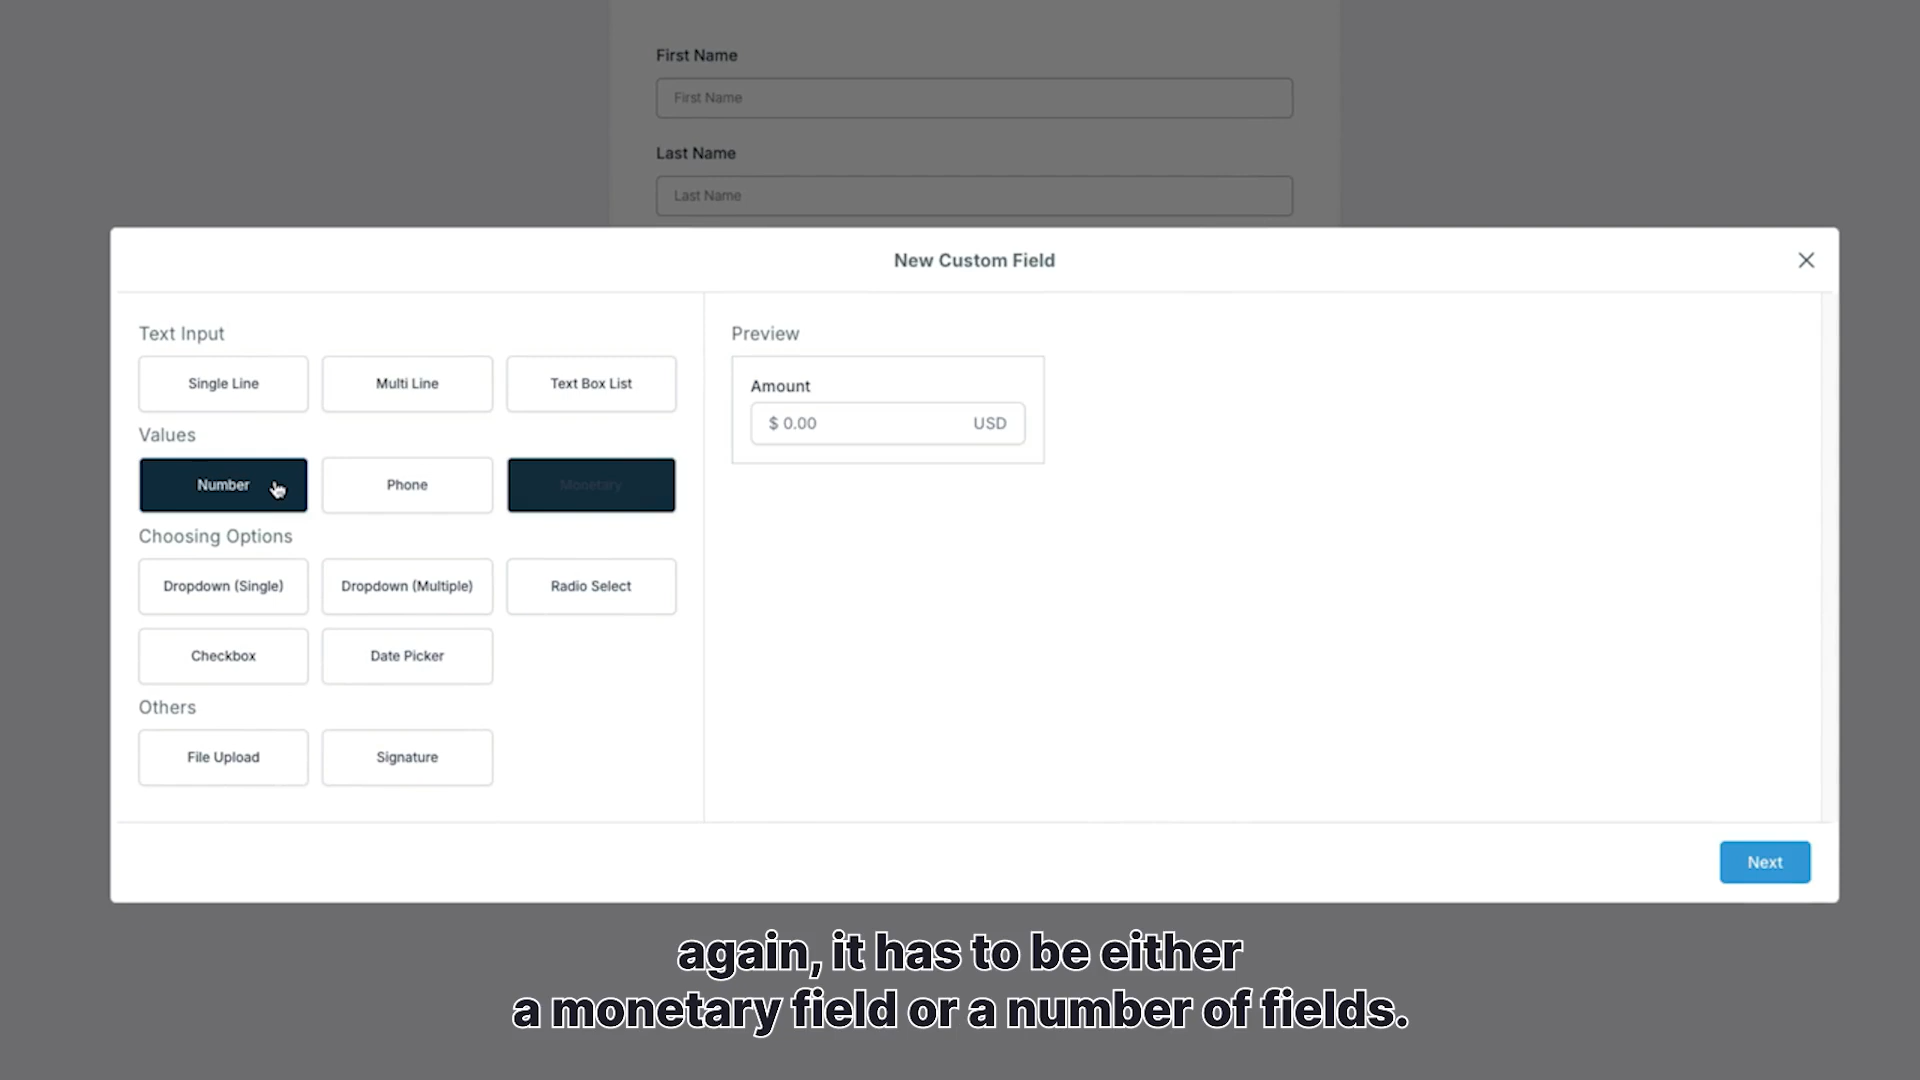 First Name
First Name
Last Name
Last Name
New Custom Field
Text Input
Single Line
Multi Line
Text Box List
Values
Number
Phone
Monetary
Choosing Options
Dropdown (Single)
Dropdown (Multiple)
Radio Select
Checkbox
Date Picker
Others
File Upload
Signature
Preview
Amount
$ 0.00 USD
Next
again, it has to be either
a monetary field or a number of fields.